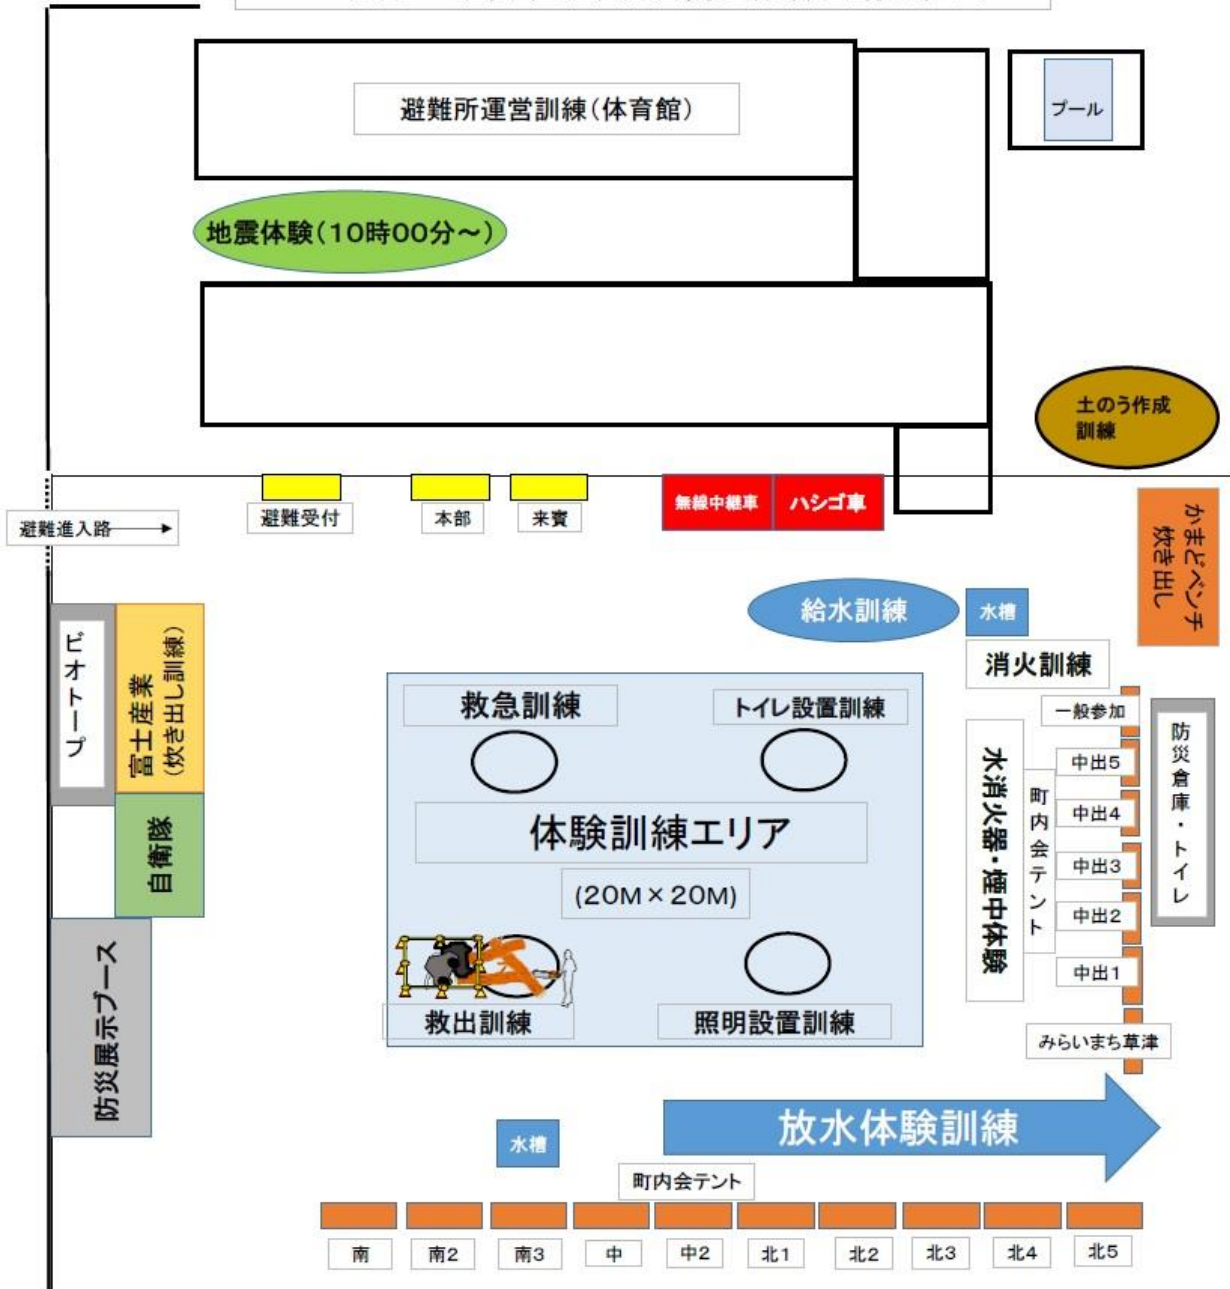 避難所運営訓練(体育館)
プール
地震体験(10時00分～)
土のう作成
訓練
避難進入路
避難受付
本部
来賓
無線中継車
ハシゴ車
かまどベンチ
炊き出し
ビオトープ
富士産業
(炊き出し訓練)
自衛隊
防災展示ブース
給水訓練
水槽
消火訓練
救急訓練
トイレ設置訓練
体験訓練エリア
(20M×20M)
救出訓練
照明設置訓練
水消火器・煙中体験
町内会テント
一般参加
中出5
中出4
中出3
中出2
中出1
みらいまち草津
防災倉庫・トイレ
放水体験訓練
水槽
町内会テント
南
南2
南3
中
中2
北1
北2
北3
北4
北5